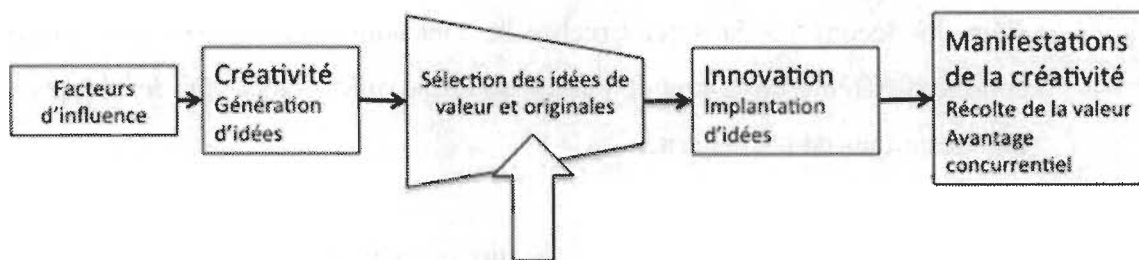 Facteurs
d'influence
Créativité
Génération
d'idées
Sélection des idées de
valeur et originales
Innovation
Implantation
d'idées
Manifestations
de la créativité
Récolte de la valeur
Avantage
concurrentiel